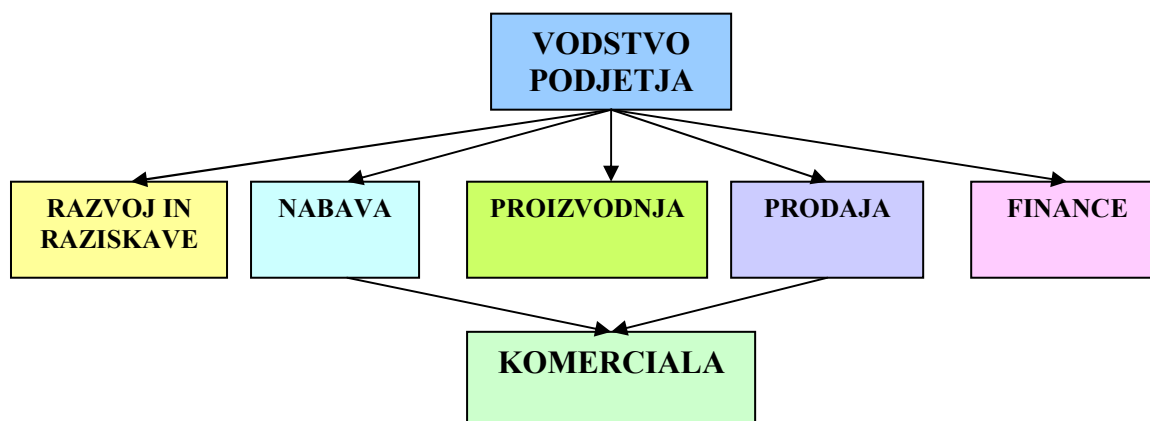 VODSTVO
PODJETJA
RAZVOJ IN
RAZISKAVE
NABAVA
PROIZVODNJA
PRODAJA
FINANCE
KOMERCIALA